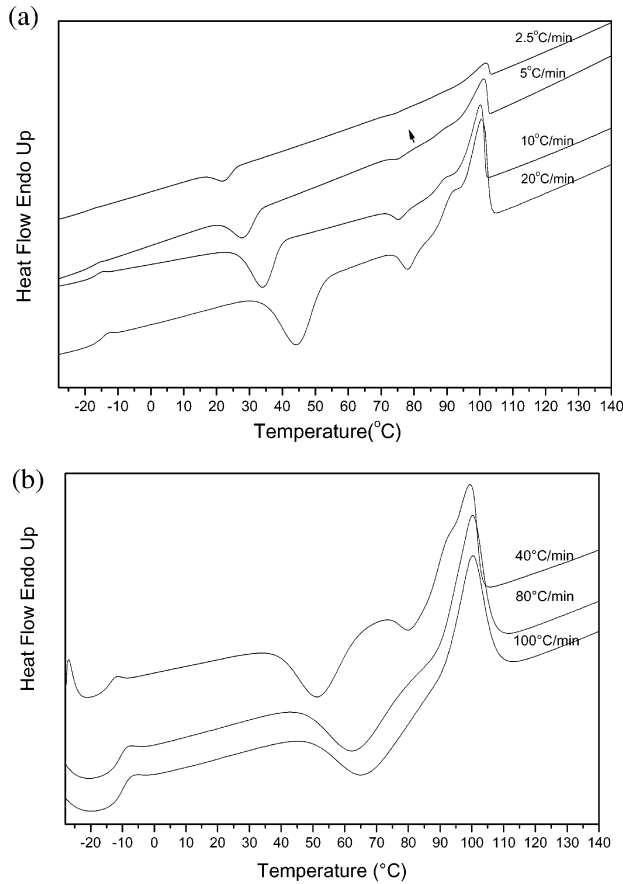 (a)
2.5°C/min
5°C/min
10°C/min
20°C/min
Heat Flow Endo Up
-20 -10 0 10 20 30 40 50 60 70 80 90 100 110 120 130 140
Temperature(°C)
(b)
40°C/min
80°C/min
100°C/min
Heat Flow Endo Up
-20 -10 0 10 20 30 40 50 60 70 80 90 100 110 120 130 140
Temperature (°C)